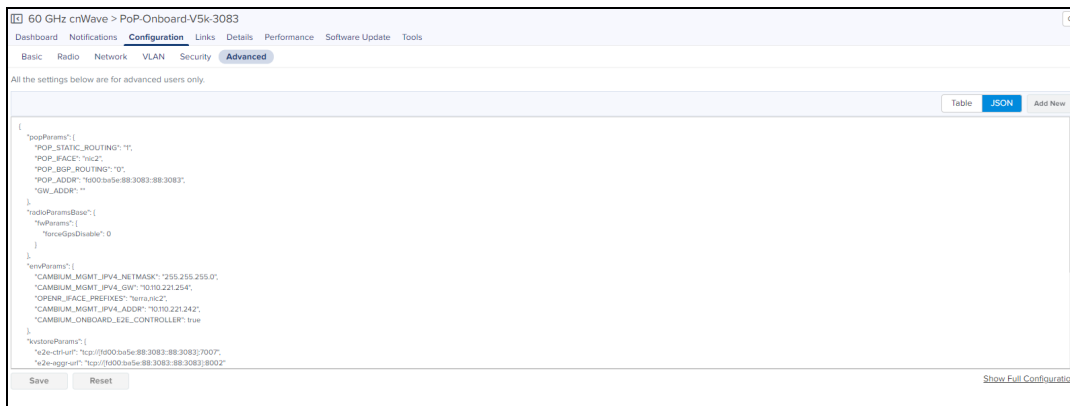 60 GHz cnWave > PoP-Onboard-V5k-3083
Dashboard Notifications Configuration Links Details Performance Software Update Tools
Basic Radio Network VLAN Security Advanced
All the settings below are for advanced users only.
Table JSON Add New
{
"popParams": {
"POP_STATIC_ROUTING": "1",
"POP_IFACE": "nic2",
"POP_BGP_ROUTING": "0",
"POP_ADDR": "fd00:ba5e:88:3083::88:3083",
"GW_ADDR": ""
},
"radioParamsBase": {
"fwParams": {
"forceGpsDisable": 0
}
},
"envParams": {
"CAMBIUM_MGMT_IPV4_NETMASK": "255.255.255.0",
"CAMBIUM_MGMT_IPV4_GW": "10.110.221.254",
"OPENR_IFACE_PREFIXES": "terra,nic2",
"CAMBIUM_MGMT_IPV4_ADDR": "10.110.221.242",
"CAMBIUM_ONBOARD_E2E_CONTROLLER": true
},
"kvstoreParams": {
"e2e-ctrl-url": "tcp://[fd00:ba5e:88:3083::88:3083]:7007",
"e2e-aggr-url": "tcp://[fd00:ba5e:88:3083::88:3083]:8002"
Save Reset Show Full Configuratio